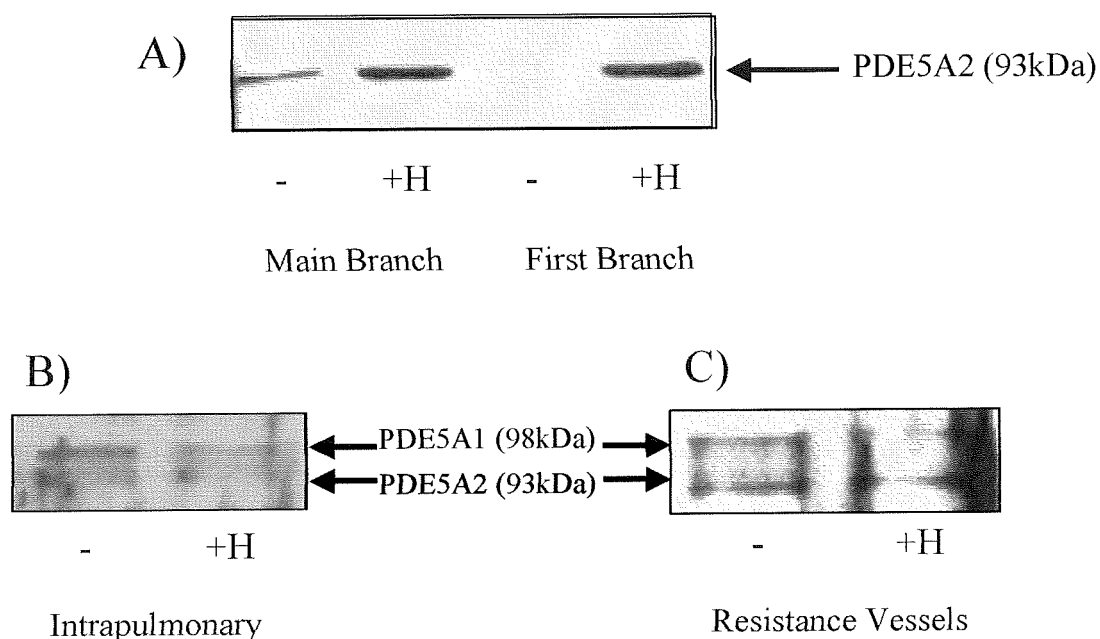 A)
PDE5A2 (93kDa)
- +H - +H
Main Branch First Branch
B)
C)
PDE5A1 (98kDa)
PDE5A2 (93kDa)
- +H
- +H
Intrapulmonary
Resistance Vessels